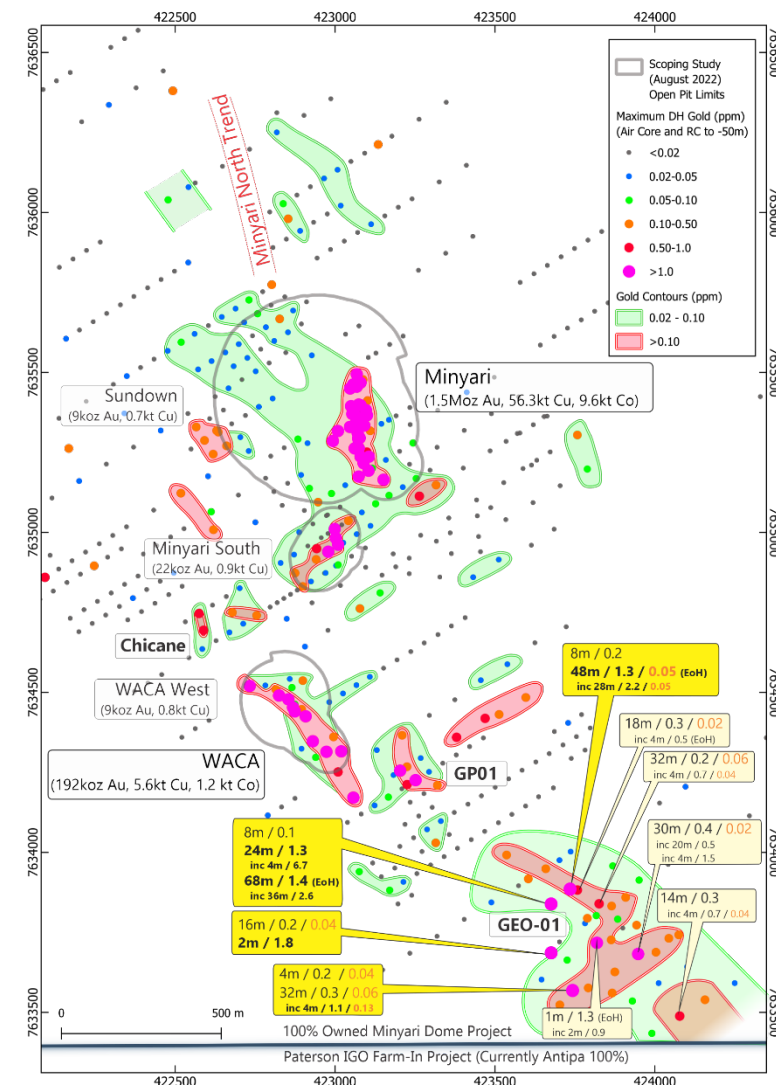 422500
423000
423500
424000
7636500
7636000
7635500
7635000
7634500
7634000
7633500
Scoping Study
(August 2022)
Open Pit Limits
Maximum DH Gold (ppm)
(Air Core and RC to -50m)
<0.02
0.02-0.05
0.05-0.10
0.10-0.50
0.50-1.0
>1.0
Gold Contours (ppm)
0.02 - 0.10
>0.10
Minyari North Trend
Minyari
(1.5Moz Au, 56.3kt Cu, 9.6kt Co)
Sundown
(9koz Au, 0.7kt Cu)
Minyari South
(22koz Au, 0.9kt Cu)
Chicane
WACA West
(9koz Au, 0.8kt Cu)
WACA
(192koz Au, 5.6kt Cu, 1.2 kt Co)
GP01
8m / 0.2
48m / 1.3 / 0.05 (EoH)
inc 28m / 2.2 / 0.05
18m / 0.3 / 0.02
inc 4m / 0.5 (EoH)
32m / 0.2 / 0.06
inc 4m / 0.7 / 0.04
30m / 0.4 / 0.02
inc 20m / 0.5
inc 4m / 1.5
14m / 0.3
inc 4m / 0.7 / 0.04
8m / 0.1
24m / 1.3
inc 4m / 6.7
68m / 1.4 (EoH)
inc 36m / 2.6
GEO-01
16m / 0.2 / 0.04
2m / 1.8
4m / 0.2 / 0.04
32m / 0.3 / 0.06
inc 4m / 1.1 / 0.13
1m / 1.3 (EoH)
inc 2m / 0.9
0
500 m
100% Owned Minyari Dome Project
Paterson IGO Farm-In Project (Currently Antipa 100%)
422500
423000
423500
424000